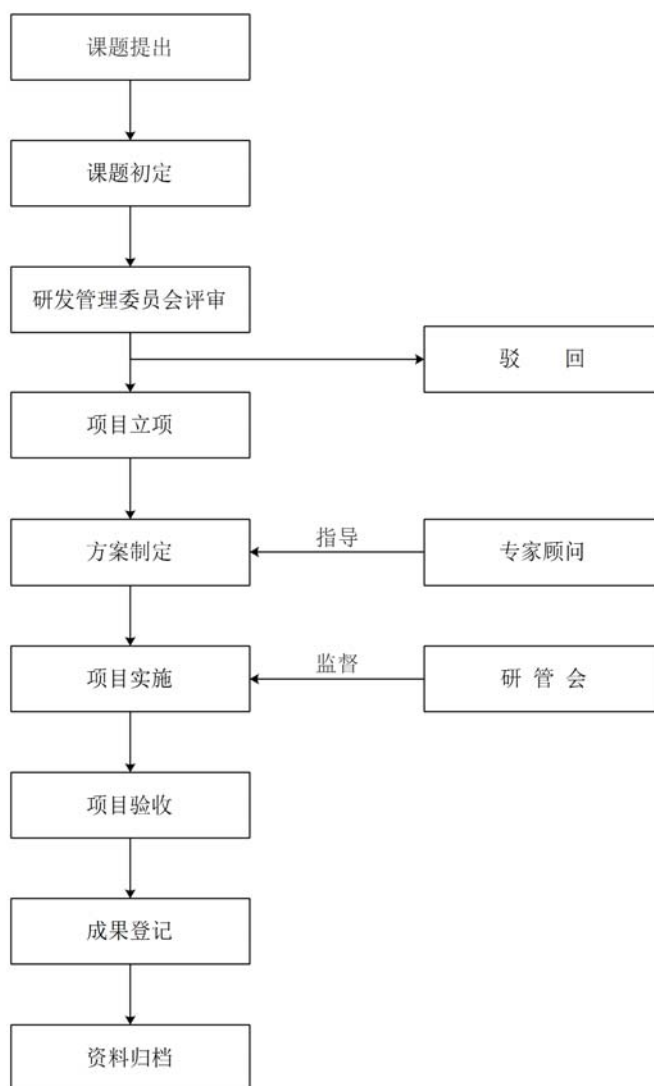 课题提出
课题初定
研发管理委员会评审
驳 回
项目立项
方案制定
指导
专家顾问
项目实施
监督
研 管 会
项目验收
成果登记
资料归档